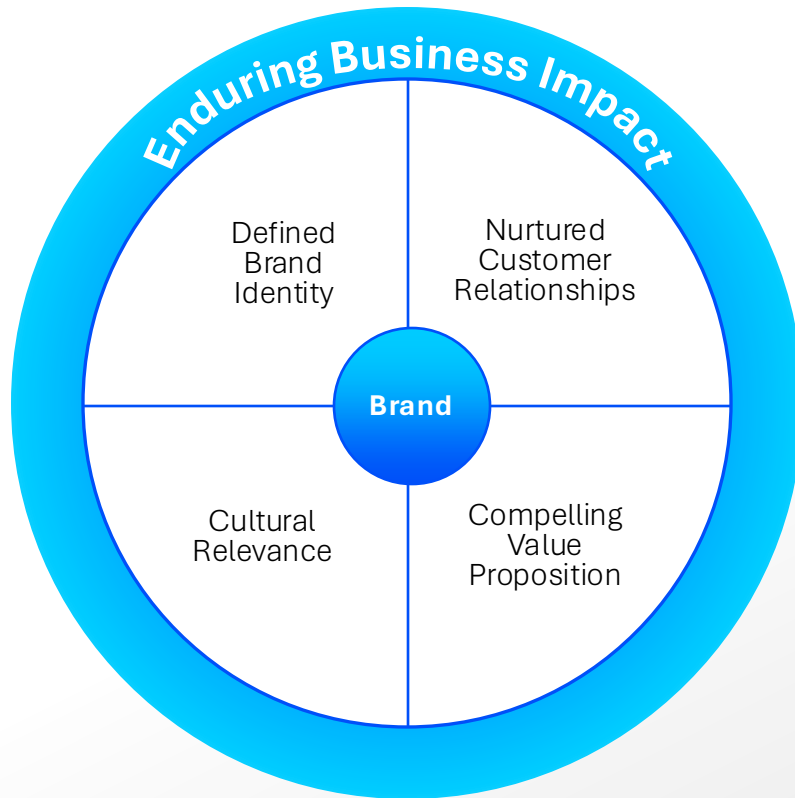 Enduring Business Impact
Defined
Brand
Identity
Nurtured
Customer
Relationships
Brand
Cultural
Relevance
Compelling
Value
Proposition